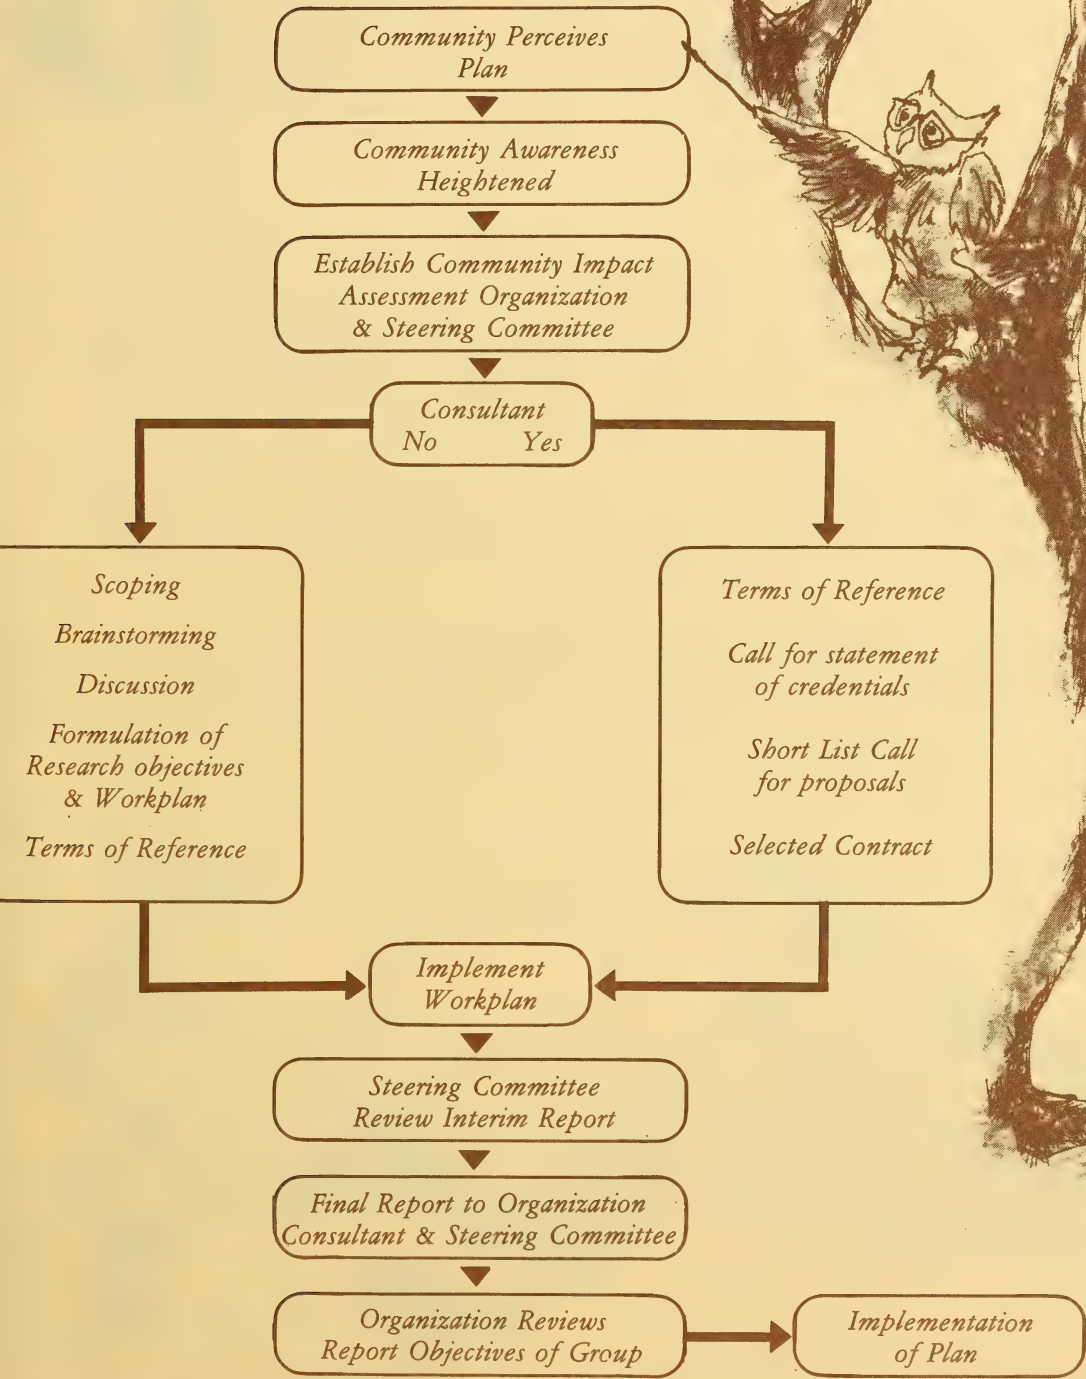 Community Perceives
Plan
Community Awareness
Heightened
Establish Community Impact
Assessment Organization
& Steering Committee
Consultant
No Yes
Scoping
Brainstorming
Discussion
Formulation of
Research objectives
& Workplan
Terms of Reference
Terms of Reference
Call for statement
of credentials
Short List Call
for proposals
Selected Contract
Implement
Workplan
Steering Committee
Review Interim Report
Final Report to Organization
Consultant & Steering Committee
Organization Reviews
Report Objectives of Group
Implementation
of Plan